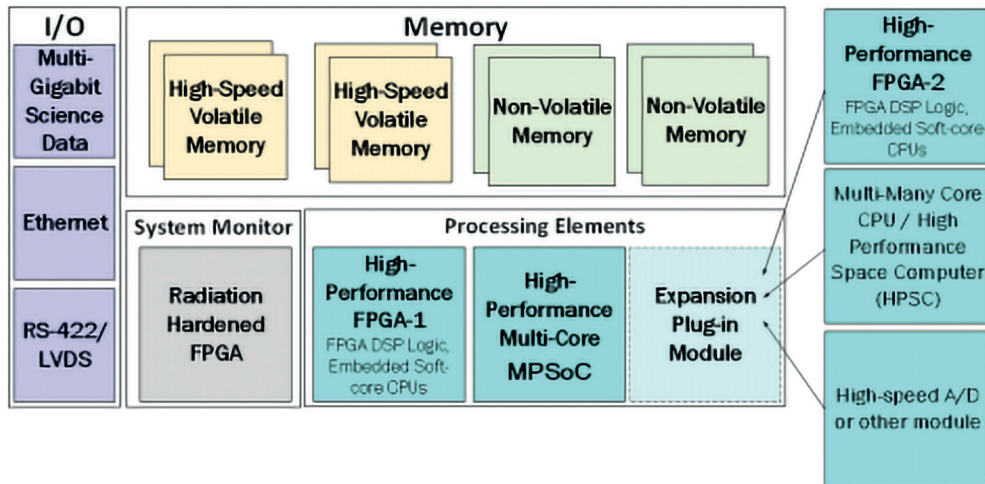 I/O
Multi-
Gigabit
Science
Data
Ethernet
RS-422/
LVDS
Memory
High-Speed
Volatile
Memory
High-Speed
Volatile
Memory
Non-Volatile
Memory
Non-Volatile
Memory
System Monitor
Radiation
Hardened
FPGA
Processing Elements
High-
Performance
FPGA-1
FPGA DSP Logic,
Embedded Soft-
core CPUs
High-
Performance
Multi-Core
MPSoC
Expansion
Plug-in
Module
High-
Performance
FPGA-2
FPGA DSP Logic,
Embedded Soft-core
CPUs
Multi-Many Core
CPU / High
Performance
Space Computer
(HPSC)
High-speed A/D
or other module